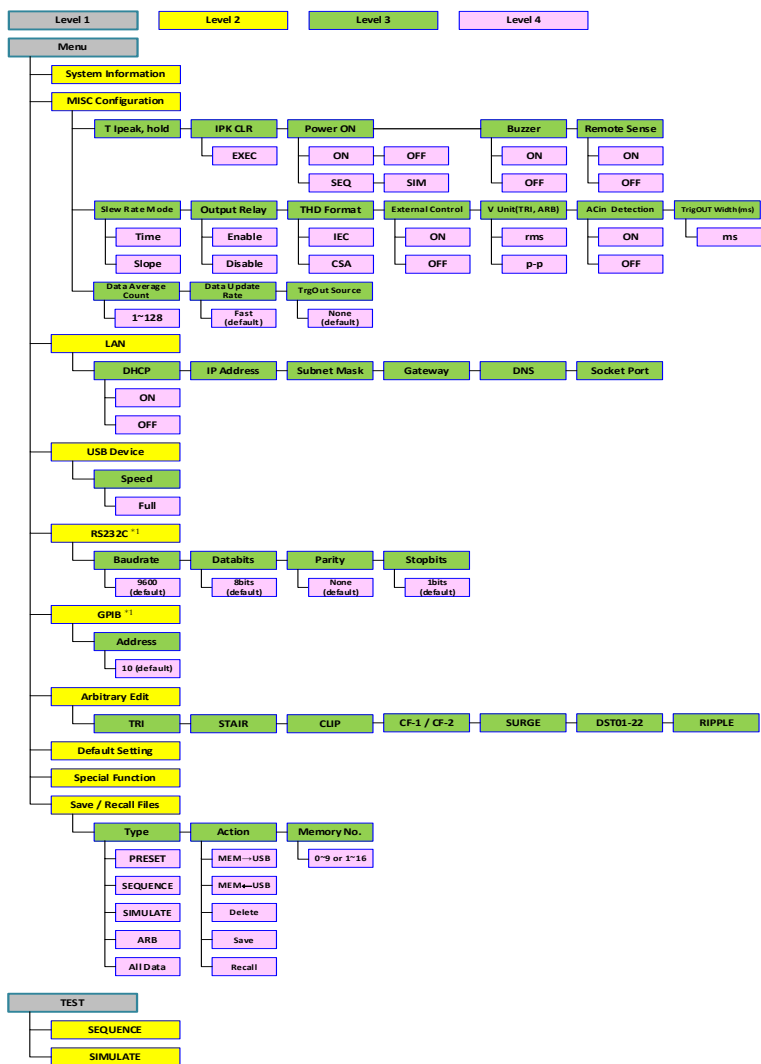 Level 1 Level 2 Level 3 Level 4
Menu
System Information
MISC Configuration
T Ipeak, hold IPK CLR Power ON Buzzer Remote Sense
EXEC ON OFF ON ON
SEQ SIM OFF OFF
Slew Rate Mode Output Relay THD Format External Control V Unit(TRI, ARB) ACin Detection TrigOUT Width(ms)
Time Enable IEC ON rms ON ms
Slope Disable CSA OFF p-p OFF
Data Average Count Data Update Rate TrgOut Source
1~128 Fast (default) None (default)
LAN
DHCP IP Address Subnet Mask Gateway DNS Socket Port
ON
OFF
USB Device
Speed
Full
RS232C *1
Baudrate Databits Parity Stopbits
9600 (default) 8bits (default) None (default) 1bits (default)
GPIB *1
Address
10 (default)
Arbitrary Edit
TRI STAIR CLIP CF-1 / CF-2 SURGE DST01-22 RIPPLE
Default Setting
Special Function
Save / Recall Files
Type Action Memory No.
PRESET MEM→USB 0~9 or 1~16
SEQUENCE MEM←USB
SIMULATE Delete
ARB Save
All Data Recall
TEST
SEQUENCE
SIMULATE